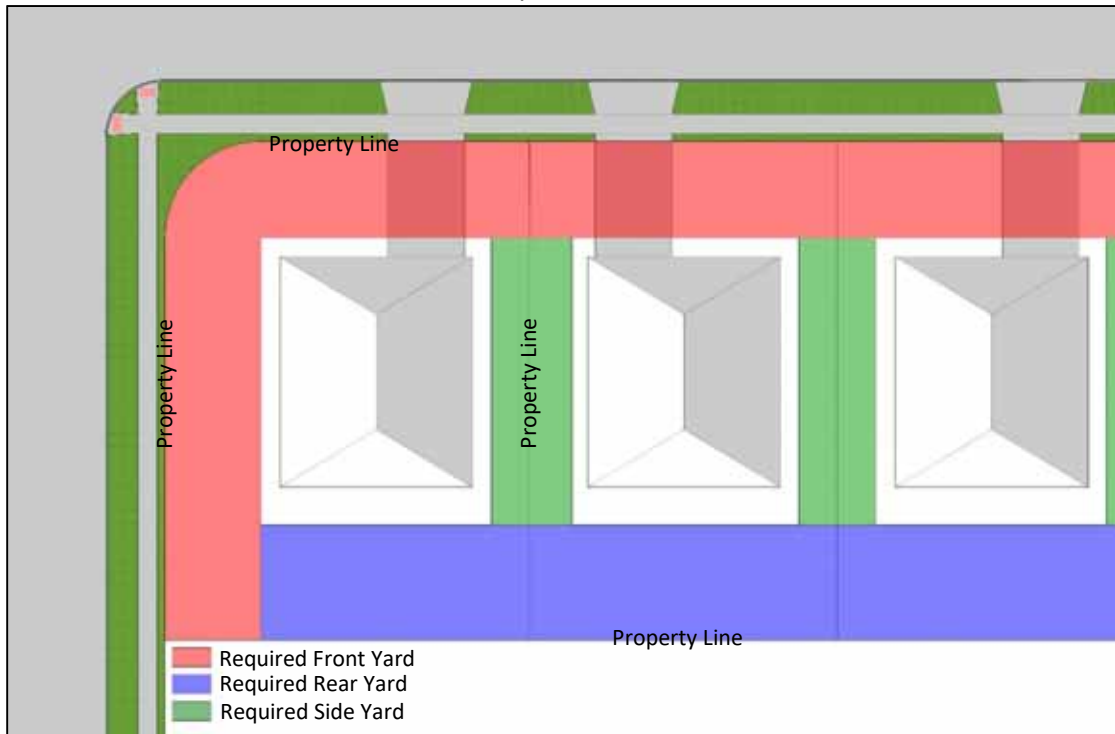 Property Line
Property Line
Property Line
Property Line
Required Front Yard
Required Rear Yard
Required Side Yard